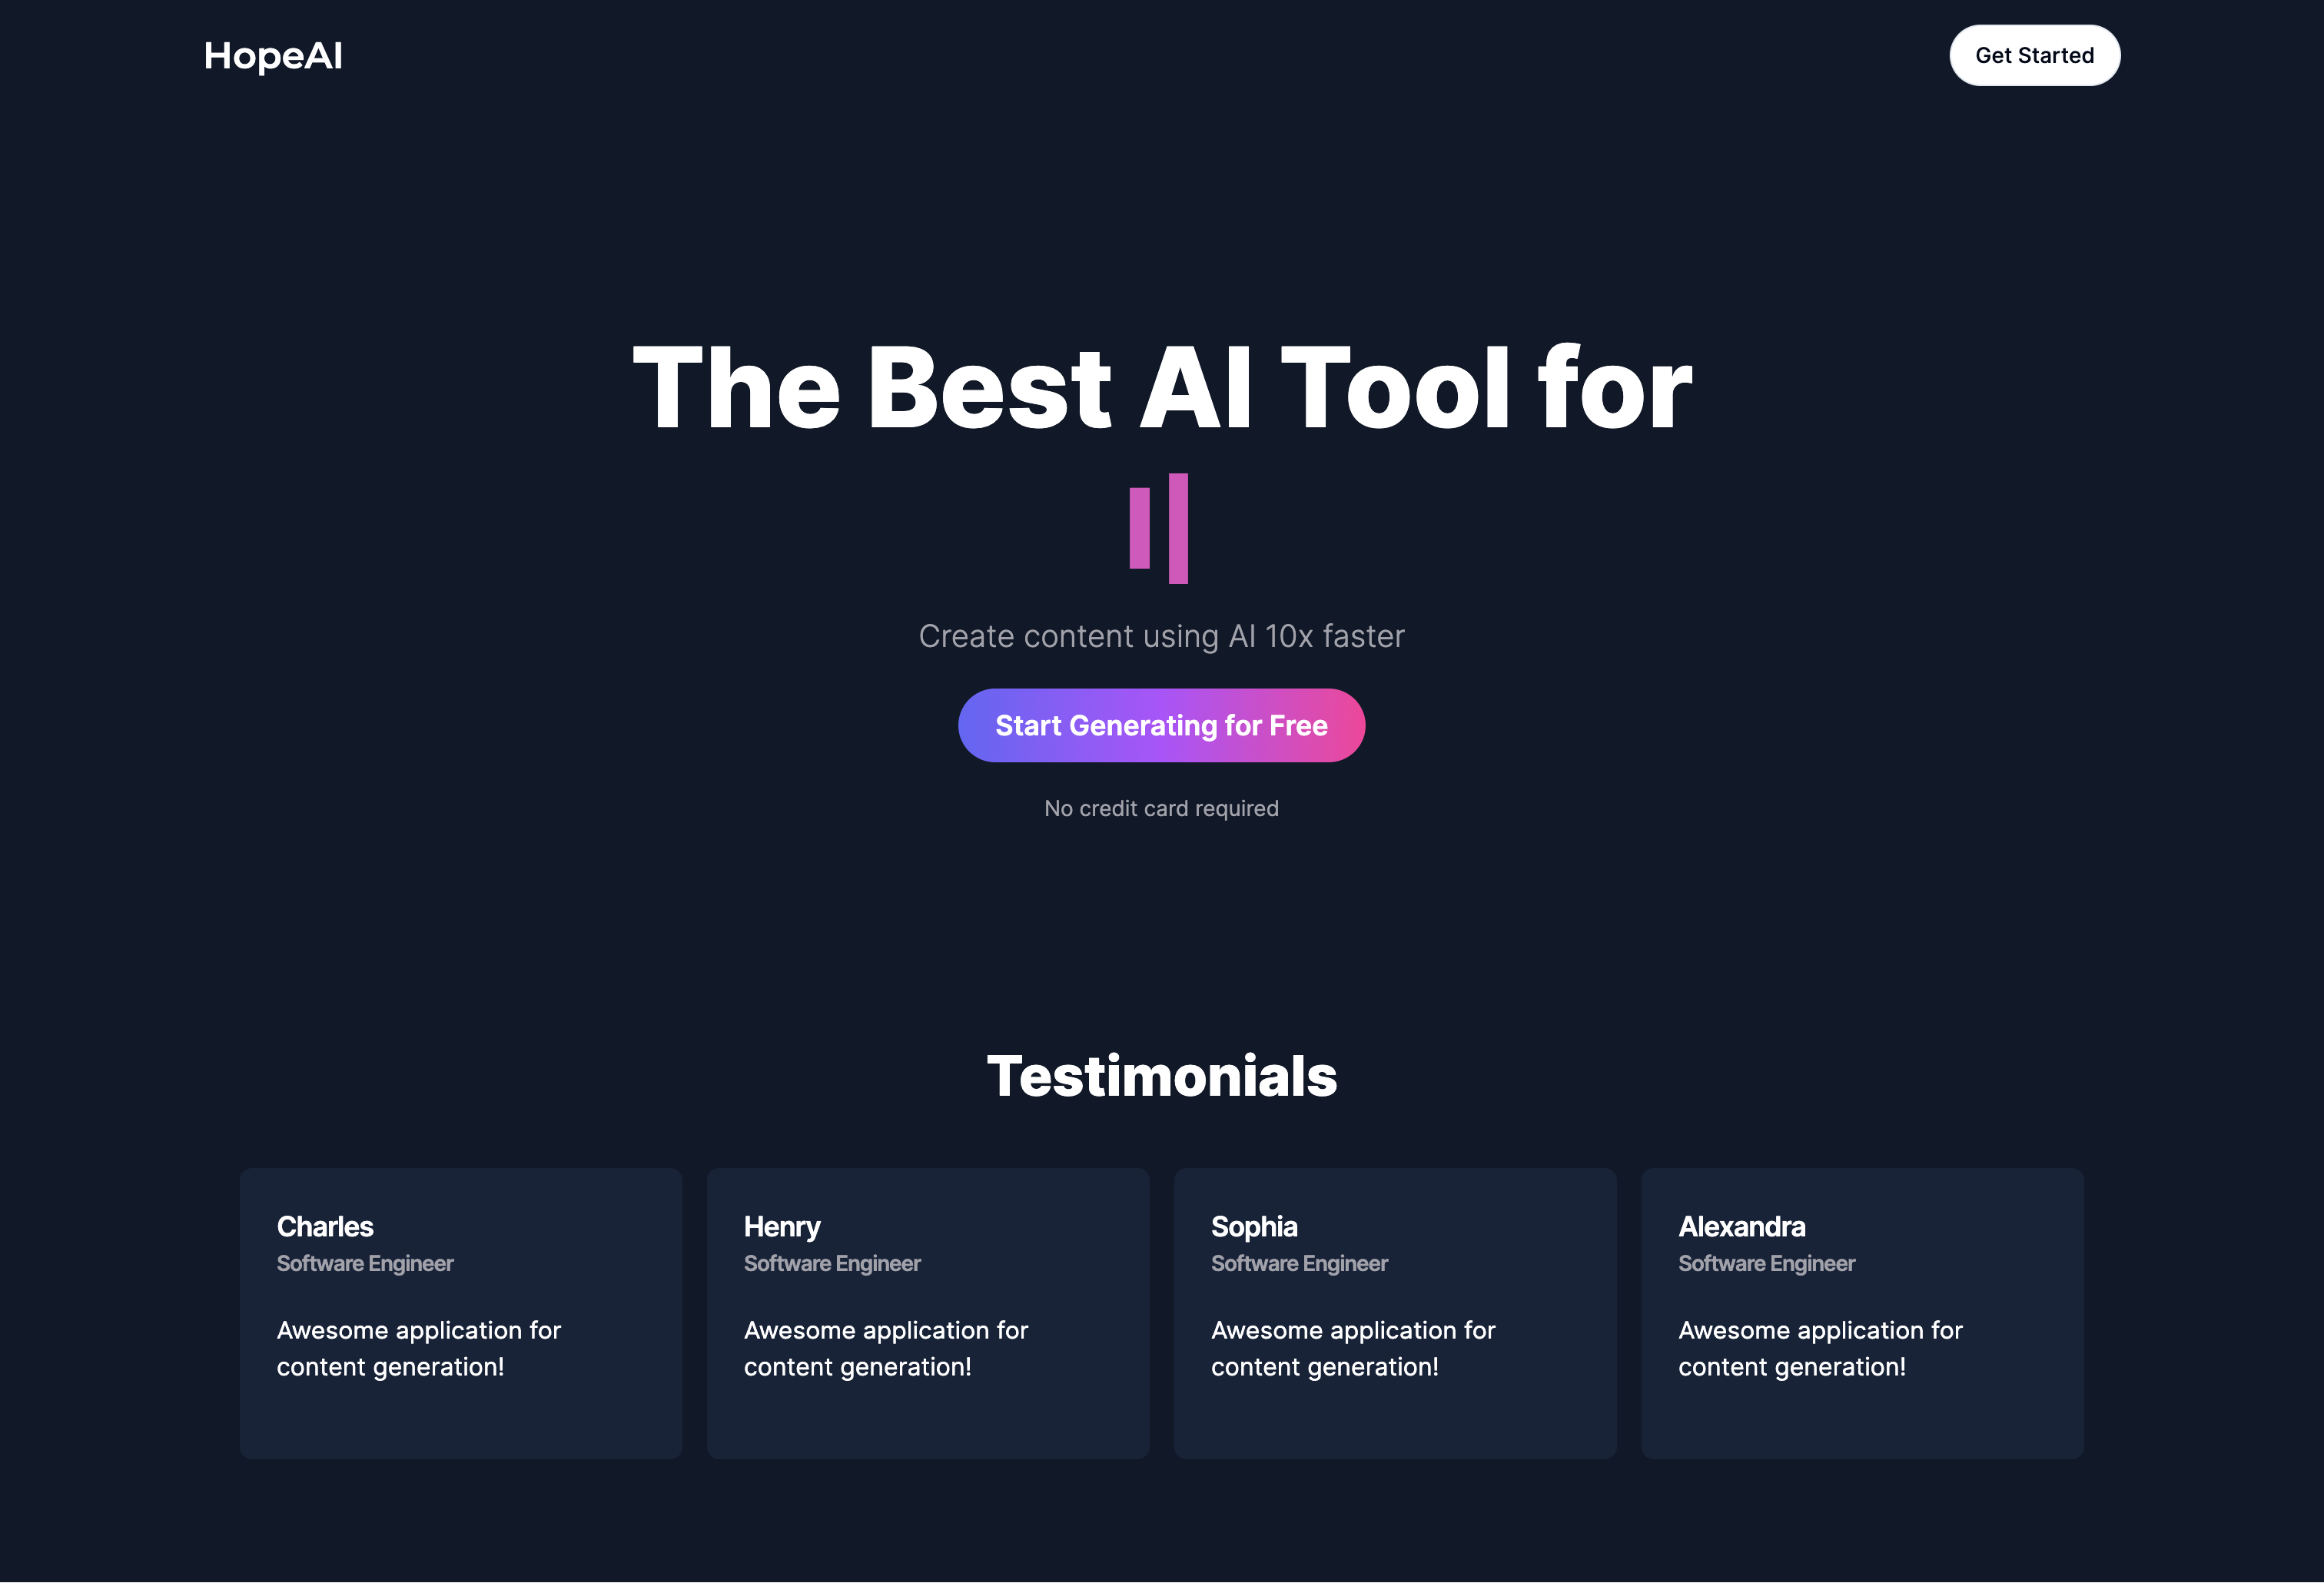 HopeAI
Get Started
The Best AI Tool for
I|
Create content using AI 10x faster
Start Generating for Free
No credit card required
Testimonials
Charles
Software Engineer
Awesome application for
content generation!
Henry
Software Engineer
Awesome application for
content generation!
Sophia
Software Engineer
Awesome application for
content generation!
Alexandra
Software Engineer
Awesome application for
content generation!